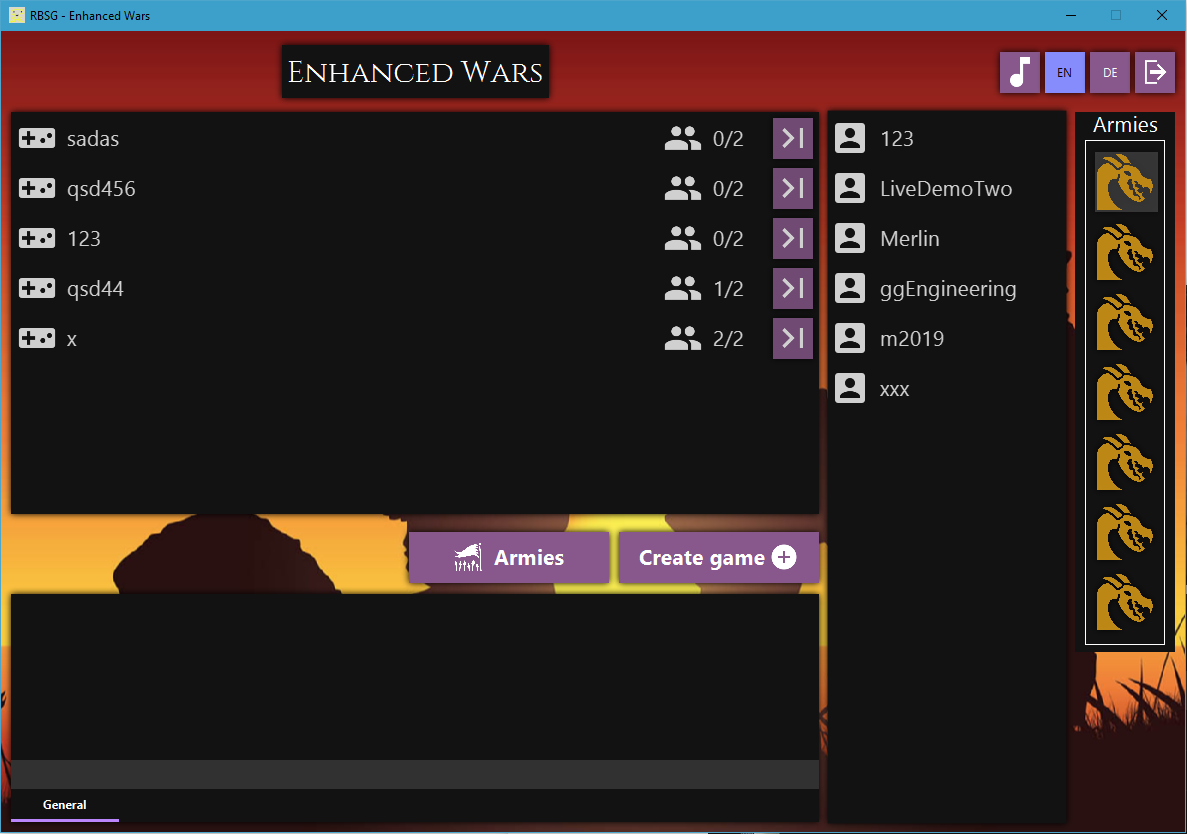 RBSG - Enhanced Wars
Enhanced Wars
EN
DE
sadas 0/2
qsd456 0/2
123 0/2
qsd44 1/2
x 2/2
123
LiveDemoTwo
Merlin
ggEngineering
m2019
xxx
Armies
Armies
Create game
General